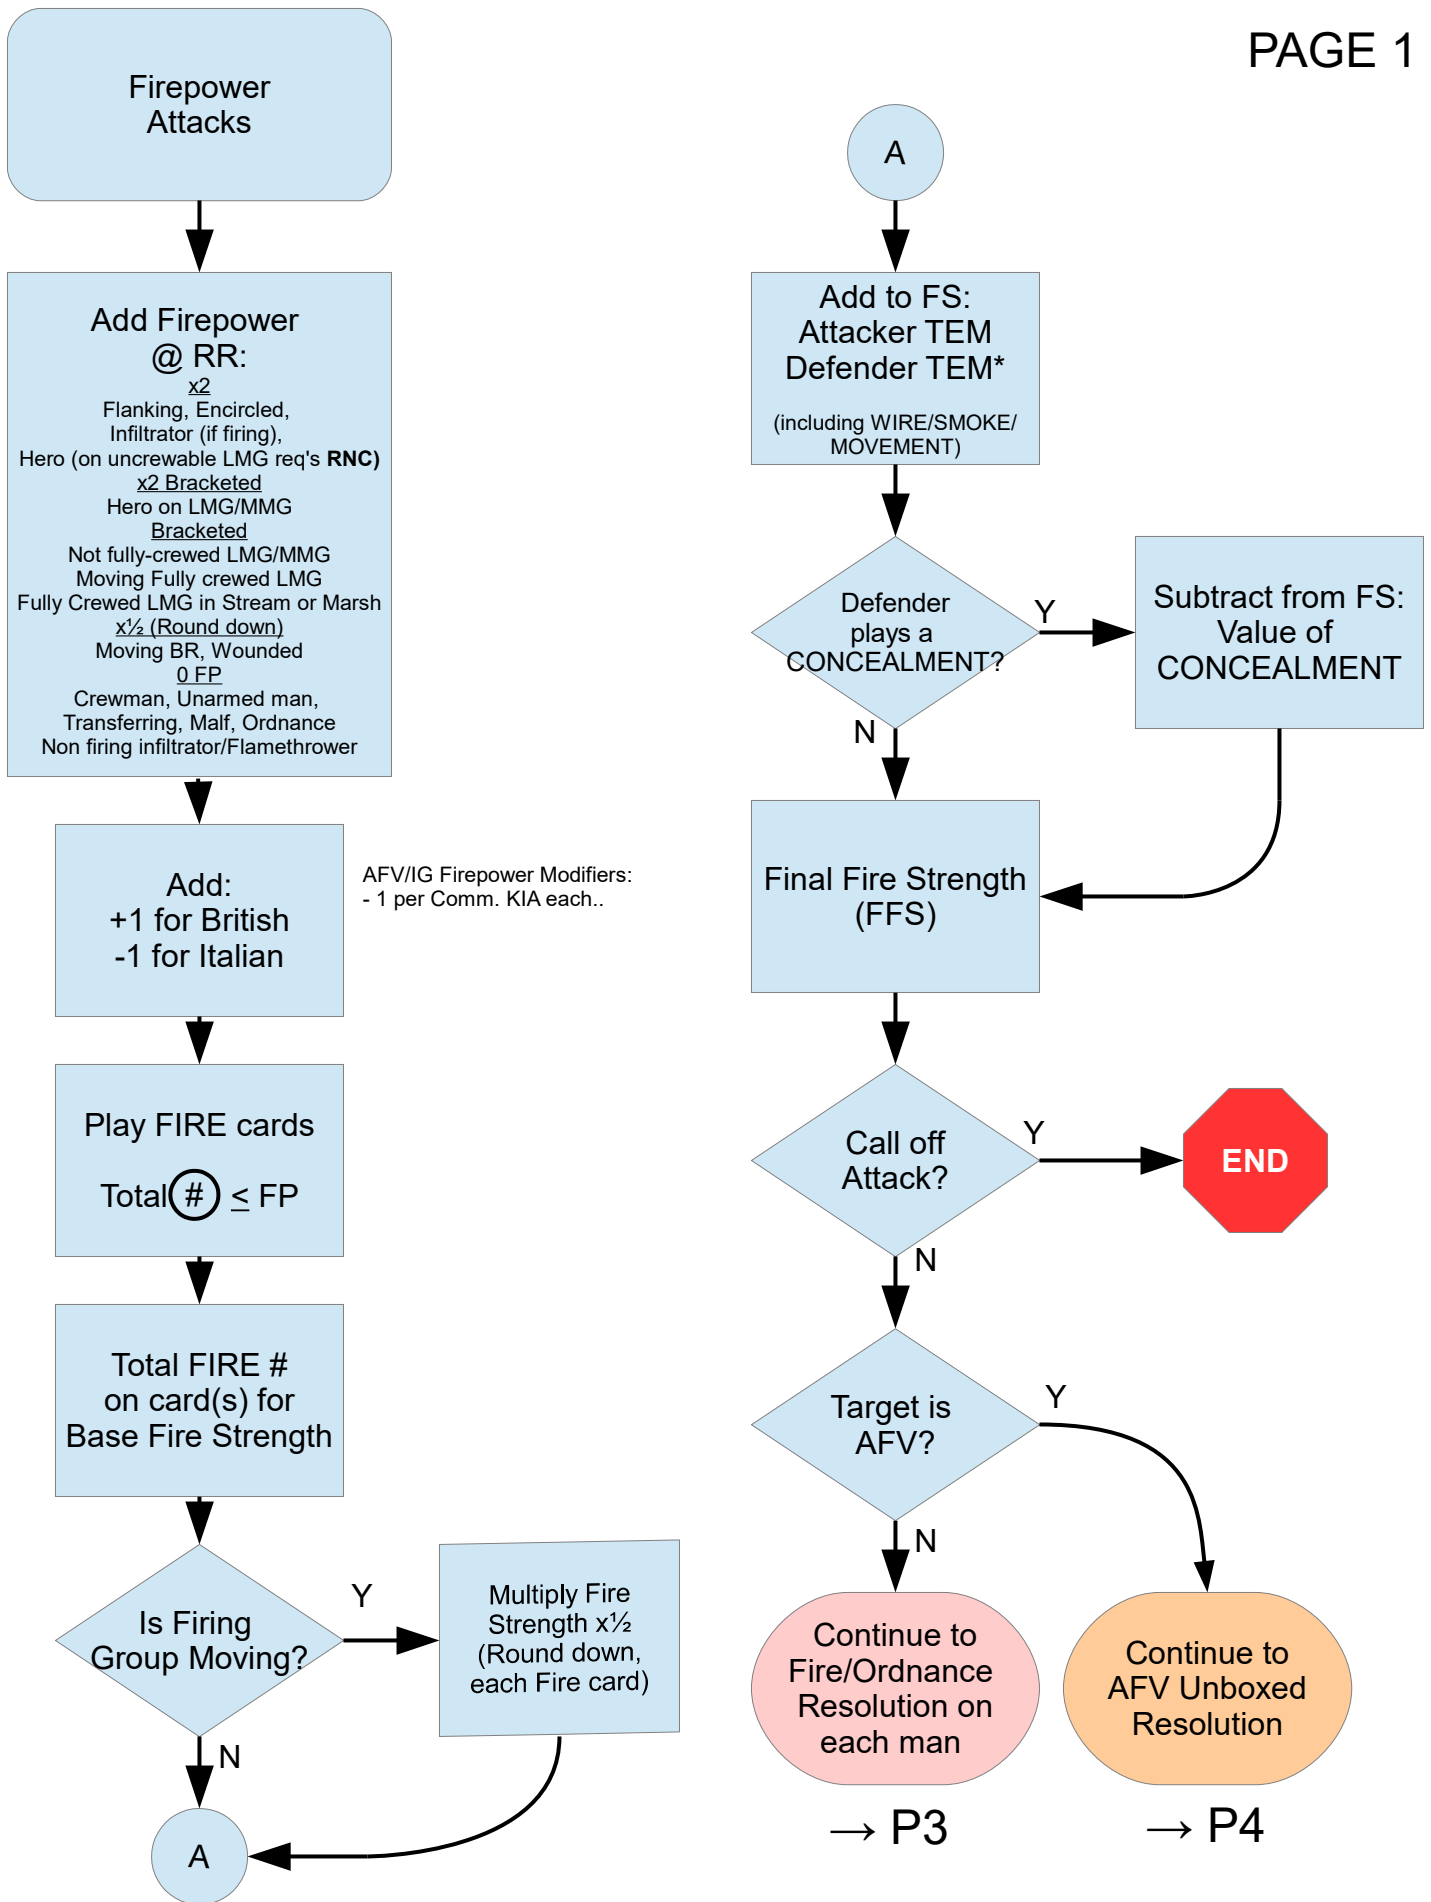 PAGE 1
Firepower
Attacks
Add Firepower
@ RR:
x2
Flanking, Encircled,
Infiltrator (if firing),
Hero (on uncrewable LMG req's RNC)
x2 Bracketed
Hero on LMG/MMG
Bracketed
Not fully-crewed LMG/MMG
Moving Fully crewed LMG
Fully Crewed LMG in Stream or Marsh
x½ (Round down)
Moving BR, Wounded
0 FP
Crewman, Unarmed man,
Transferring, Malf, Ordnance
Non firing infiltrator/Flamethrower
Add:
+1 for British
-1 for Italian
AFV/IG Firepower Modifiers:
- 1 per Comm. KIA each..
Play FIRE cards
Total # ≤ FP
Total FIRE #
on card(s) for
Base Fire Strength
Is Firing
Group Moving?
Y
Multiply Fire
Strength x½
(Round down,
each Fire card)
N
A
A
Add to FS:
Attacker TEM
Defender TEM*
(including WIRE/SMOKE/
MOVEMENT)
Defender
plays a
CONCEALMENT?
Y
Subtract from FS:
Value of
CONCEALMENT
N
Final Fire Strength
(FFS)
Call off
Attack?
Y
END
N
Target is
AFV?
Y
N
Continue to
Fire/Ordnance
Resolution on
each man
→ P3
Continue to
AFV Unboxed
Resolution
→ P4